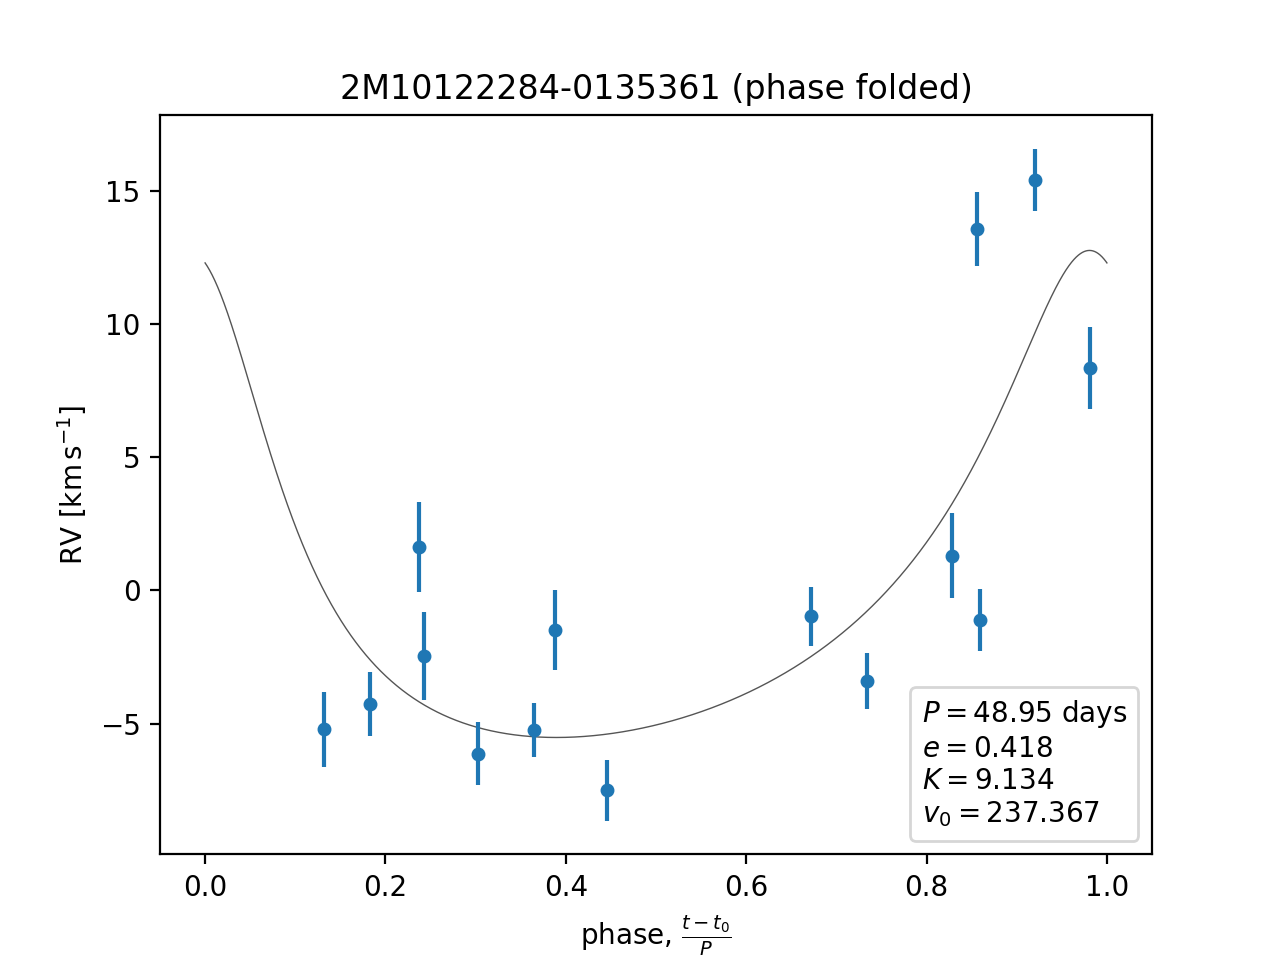 2M10122284-0135361 (phase folded)
RV [km s⁻¹]
15
10
5
0
−5
P = 48.95 days
e = 0.418
K = 9.134
v₀ = 237.367
0.0 0.2 0.4 0.6 0.8 1.0
phase, (t − t₀)/P